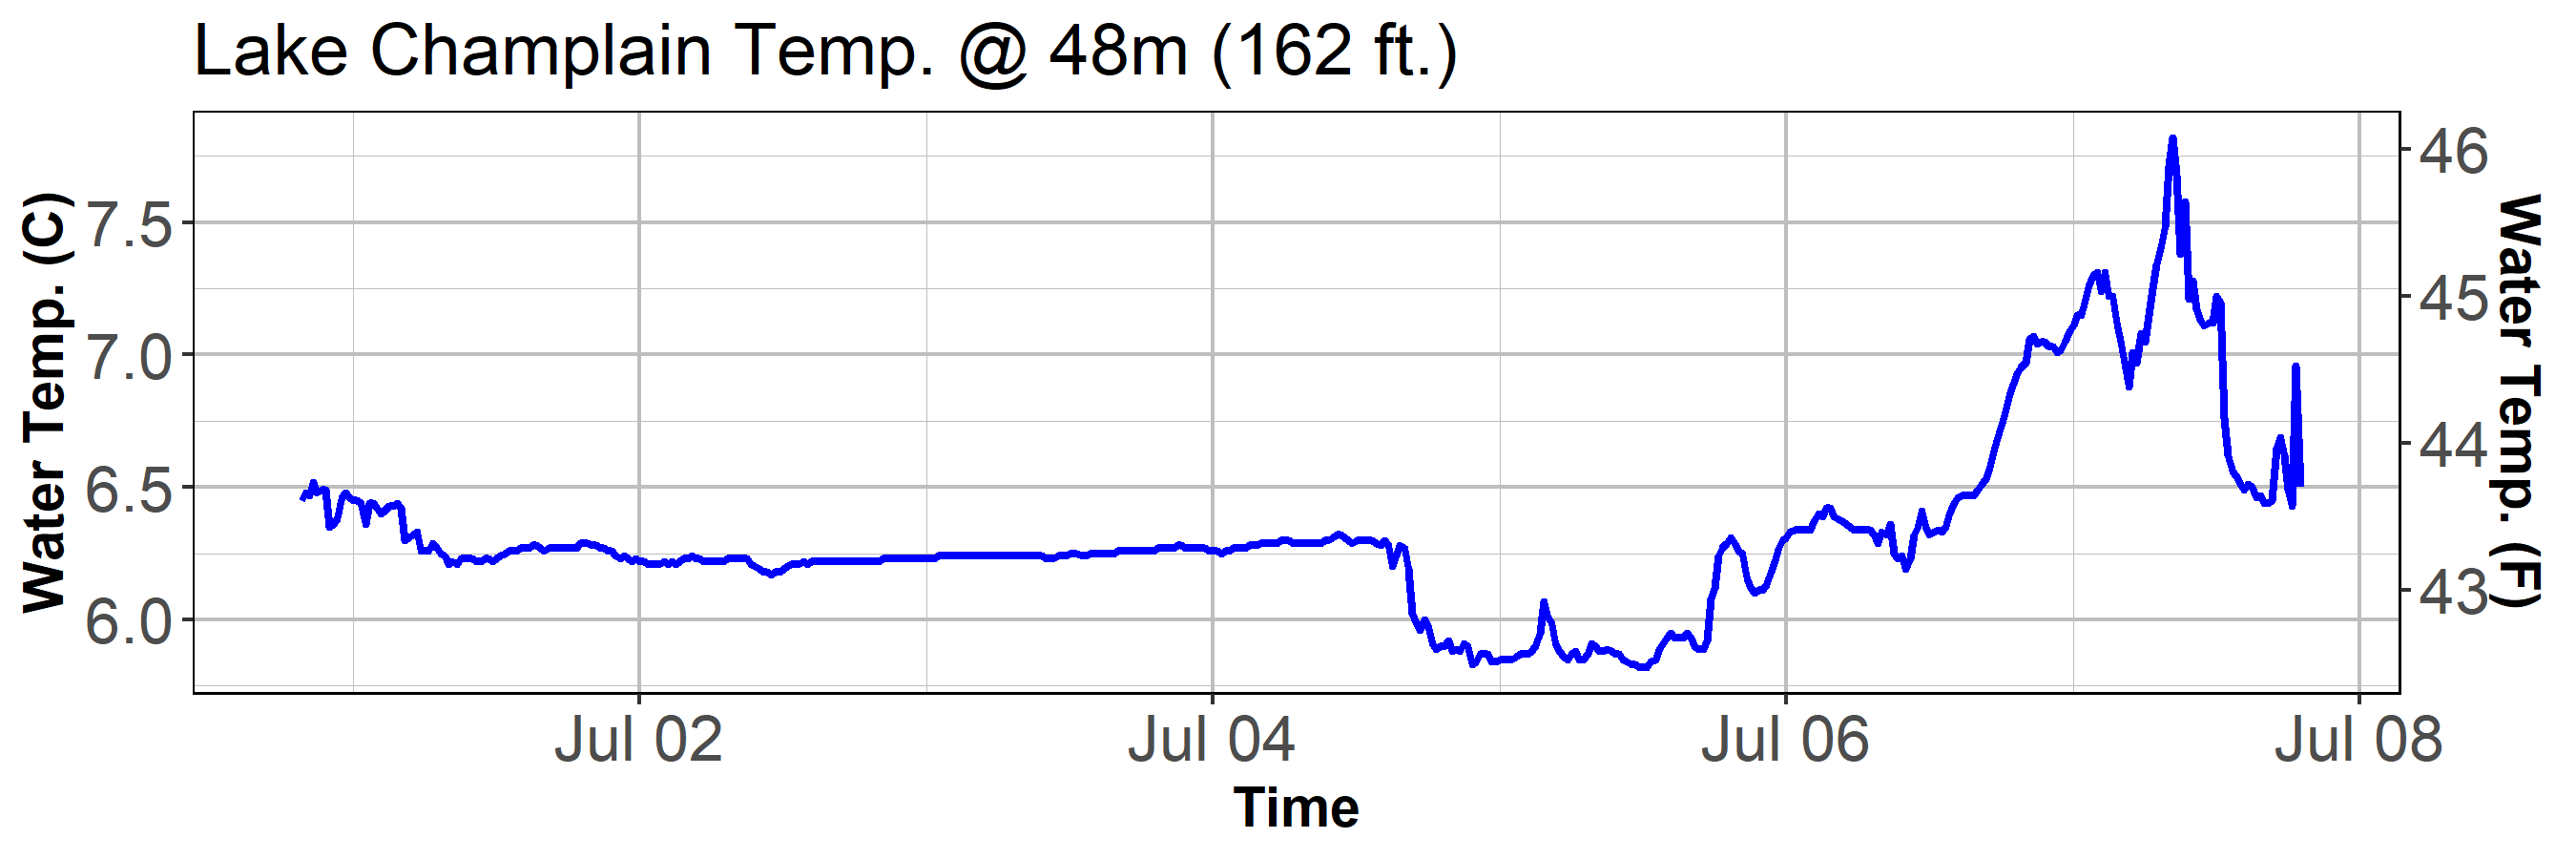 Lake Champlain Temp. @ 48m (162 ft.)
Water Temp. (C)
7.5
7.0
6.5
6.0
46
45
44
43
Water Temp. (F)
Jul 02 Jul 04 Jul 06 Jul 08
Time